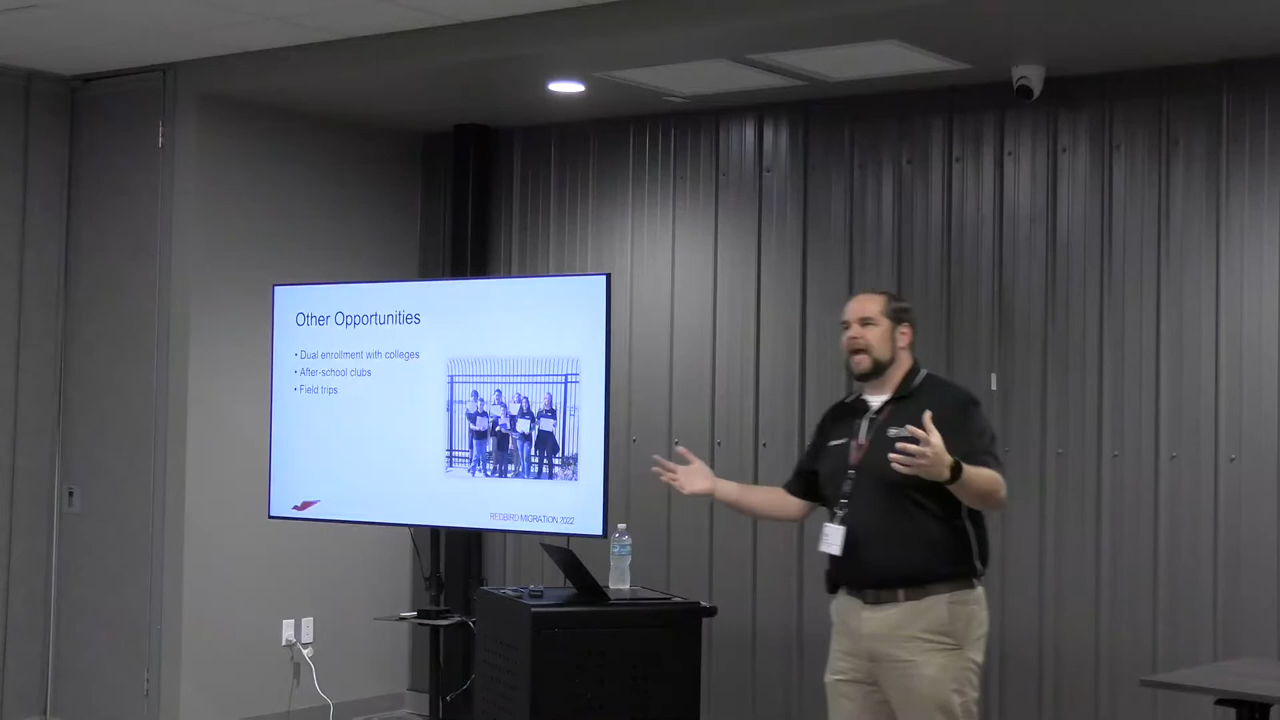 Other Opportunities
• Dual enrollment with colleges
• After-school clubs
• Field trips
REDBIRD MIGRATION 2022